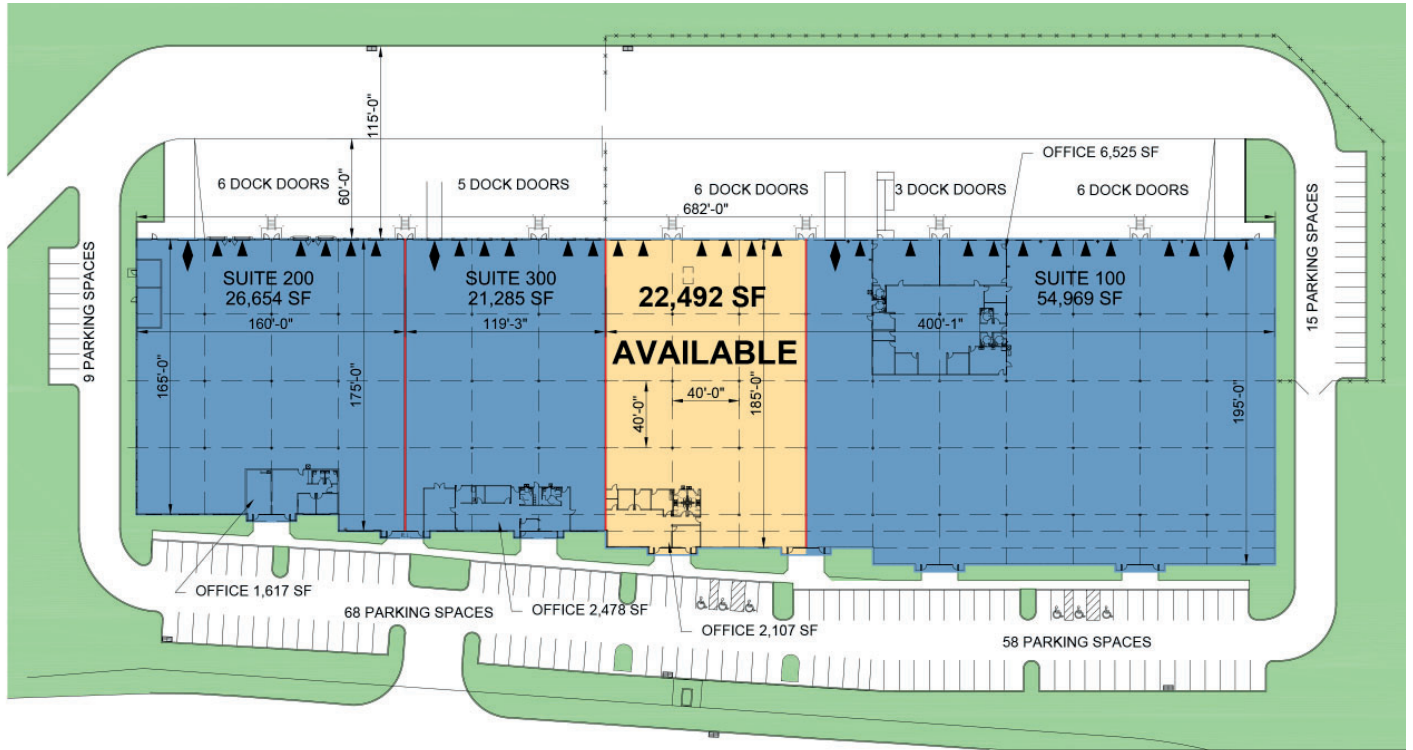 115'-0"
60'-0"
6 DOCK DOORS
5 DOCK DOORS
6 DOCK DOORS
3 DOCK DOORS
6 DOCK DOORS
OFFICE 6,525 SF
682'-0"
9 PARKING SPACES
15 PARKING SPACES
SUITE 200
26,654 SF
160'-0"
165'-0"
175'-0"
SUITE 300
21,285 SF
119'-3"
22,492 SF
AVAILABLE
40'-0"
40'-0"
185'-0"
SUITE 100
54,969 SF
400'-1"
195'-0"
OFFICE 1,617 SF
68 PARKING SPACES
OFFICE 2,478 SF
OFFICE 2,107 SF
58 PARKING SPACES